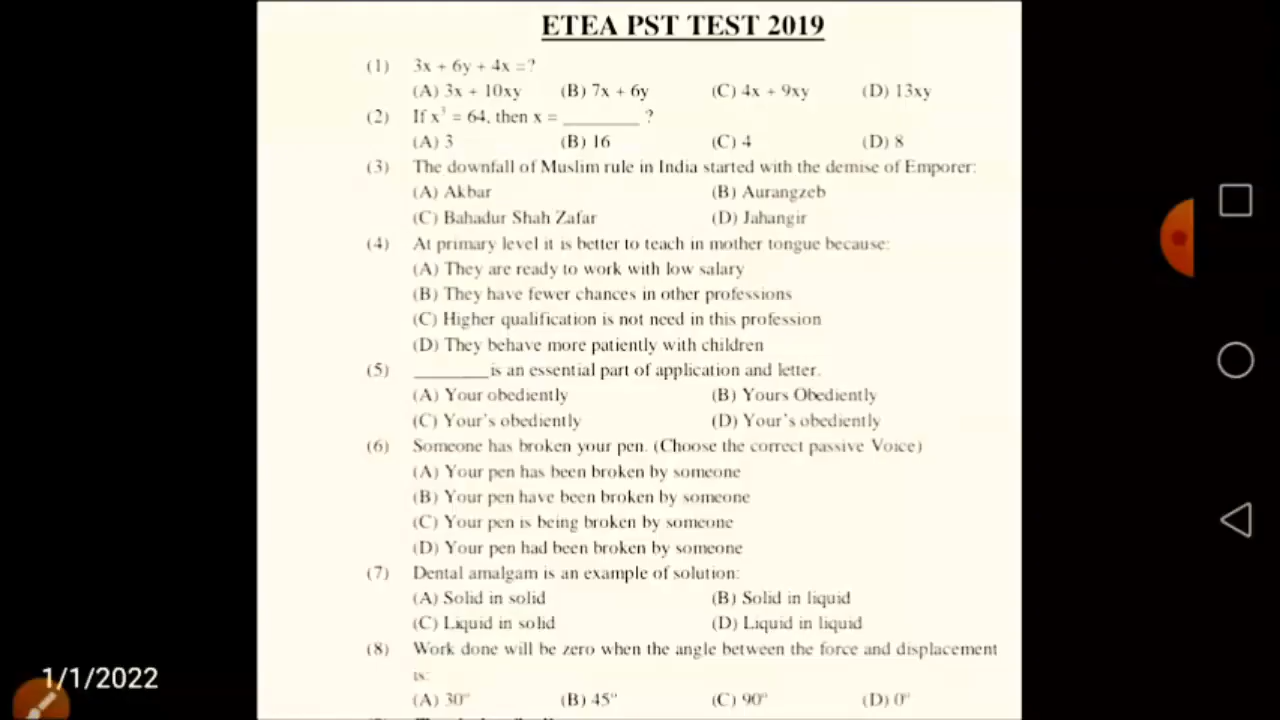 ETEA PST TEST 2019
(1) 3x + 6y + 4x =?
(A) 3x + 10xy (B) 7x + 6y (C) 4x + 9xy (D) 13xy
(2) If x³ = 64, then x = ________ ?
(A) 3 (B) 16 (C) 4 (D) 8
(3) The downfall of Muslim rule in India started with the demise of Emporer:
(A) Akbar (B) Aurangzeb
(C) Bahadur Shah Zafar (D) Jahangir
(4) At primary level it is better to teach in mother tongue because:
(A) They are ready to work with low salary
(B) They have fewer chances in other professions
(C) Higher qualification is not need in this profession
(D) They behave more patiently with children
(5) ________ is an essential part of application and letter.
(A) Your obediently (B) Yours Obediently
(C) Your's obediently (D) Your's obediently
(6) Someone has broken your pen. (Choose the correct passive Voice)
(A) Your pen has been broken by someone
(B) Your pen have been broken by someone
(C) Your pen is being broken by someone
(D) Your pen had been broken by someone
(7) Dental amalgam is an example of solution:
(A) Solid in solid (B) Solid in liquid
(C) Liquid in solid (D) Liquid in liquid
(8) Work done will be zero when the angle between the force and displacement
is:
(A) 30° (B) 45° (C) 90° (D) 0°
1/1/2022